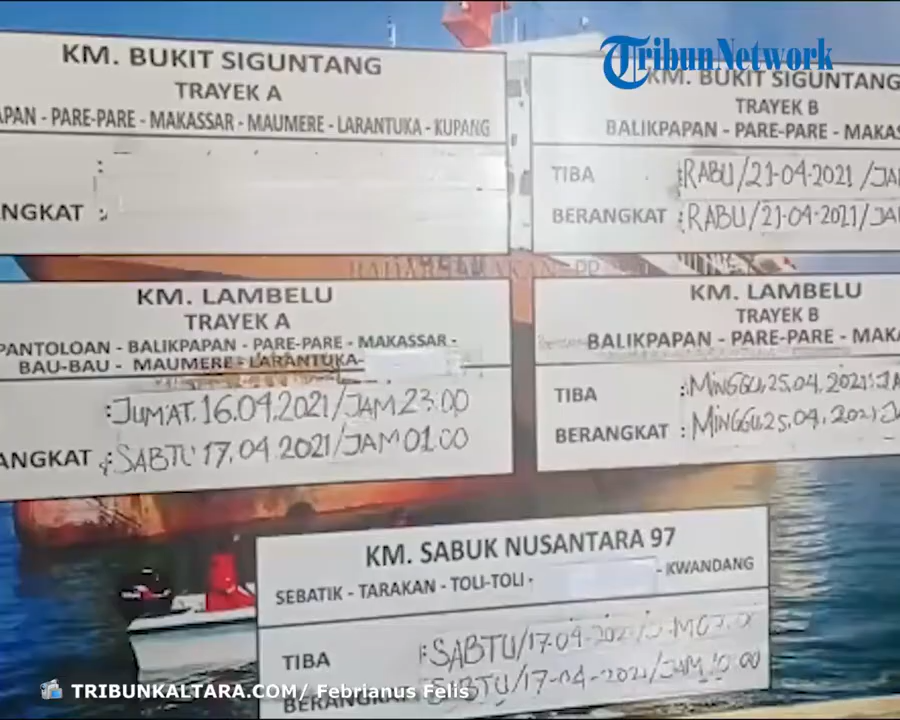 TribunNetwork
KM. BUKIT SIGUNTANG
TRAYEK A
APAN - PARE-PARE - MAKASSAR - MAUMERE - LARANTUKA - KUPANG
:
ANGKAT :
KM. BUKIT SIGUNTANG
TRAYEK B
BALIKPAPAN - PARE-PARE - MAKAS
TIBA :RABU/21-04-2021 /JA
BERANGKAT :RABU/21-04-2021/JA
KM. LAMBELU
TRAYEK A
PANTOLOAN - BALIKPAPAN - PARE-PARE - MAKASSAR -
BAU-BAU - MAUMERE - LARANTUKA-
:JUMAT.16.04.2021/JAM 23.00
ANGKAT :SABTU 17.04.2021/JAM 01.00
KM. LAMBELU
TRAYEK B
BALIKPAPAN - PARE-PARE - MAKA
TIBA :MINGGU.25.04.2021:JA
BERANGKAT :MINGGU.25.04.2021:JA
KM. SABUK NUSANTARA 97
SEBATIK - TARAKAN - TOLI-TOLI - - KWANDANG
TIBA :SABTU/17-04-2021
BERANGKAT SABTU/17-04-2021/JAM
TRIBUNKALTARA.COM/ Febrianus Felis